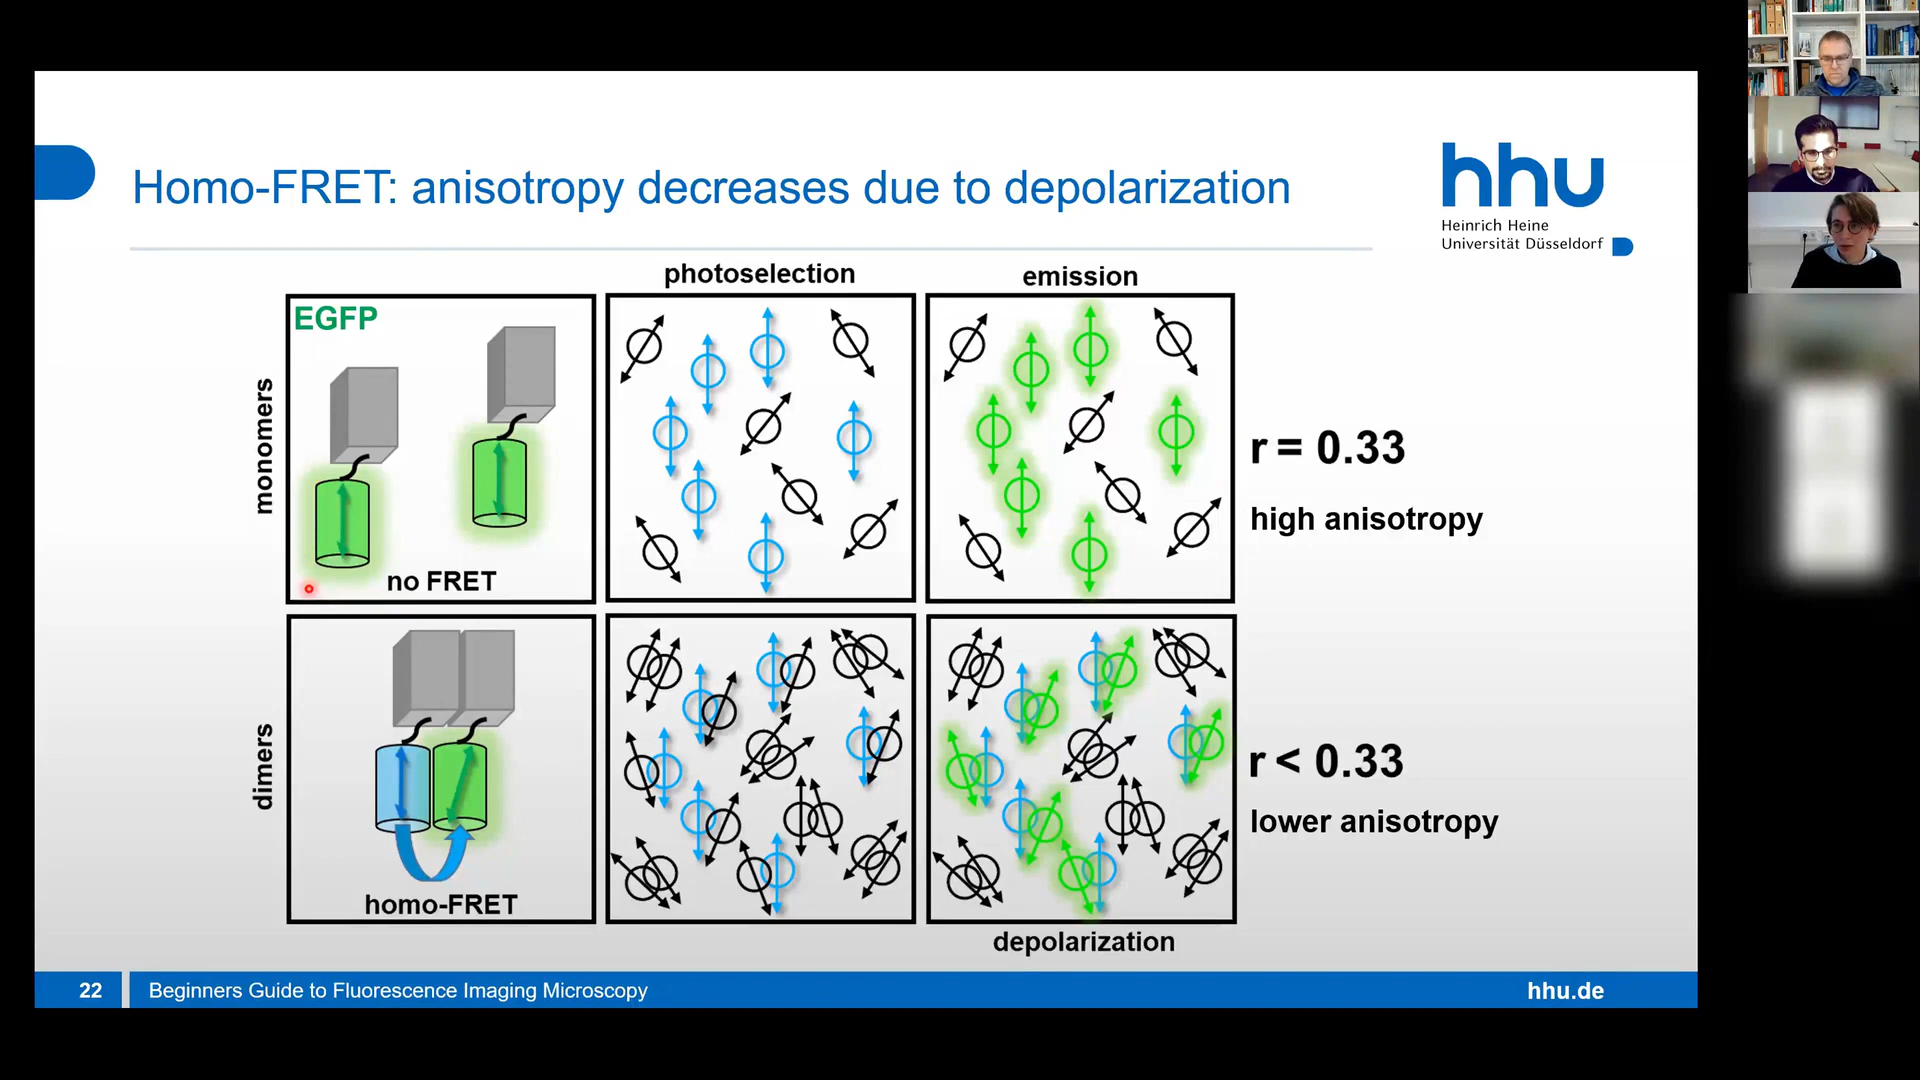 Homo-FRET: anisotropy decreases due to depolarization
hhu
Heinrich Heine
Universität Düsseldorf
photoselection
emission
monomers
EGFP
no FRET
r = 0.33
high anisotropy
dimers
homo-FRET
r < 0.33
lower anisotropy
depolarization
22
Beginners Guide to Fluorescence Imaging Microscopy
hhu.de